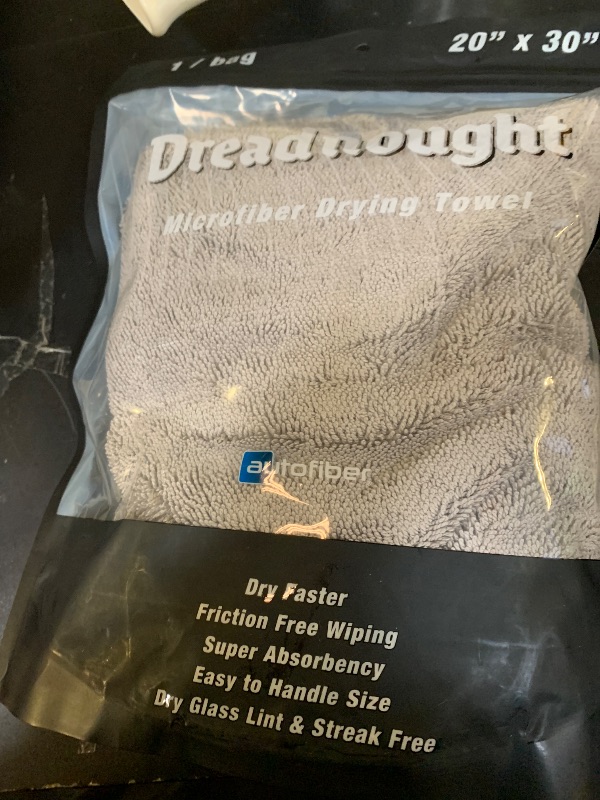 1 / bag
20" x 30"
Dreadnought
Microfiber Drying Towel
autofiber
Dry Faster
Friction Free Wiping
Super Absorbency
Easy to Handle Size
Dry Glass Lint & Streak Free